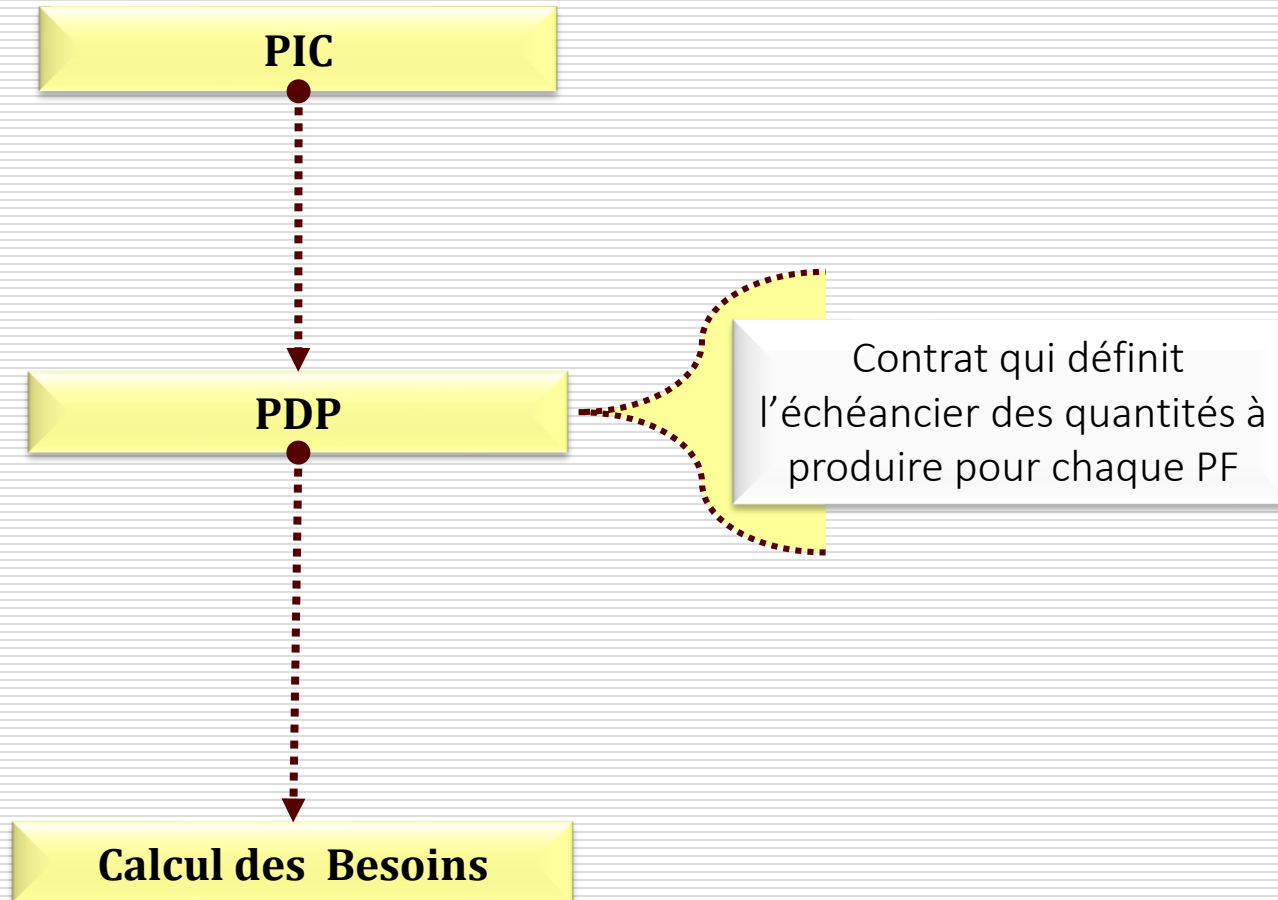 PIC
PDP
Contrat qui définit
l’échéancier des quantités à
produire pour chaque PF
Calcul des Besoins